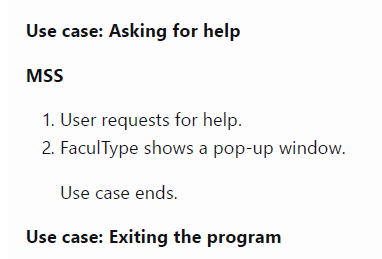 Use case: Asking for help
MSS
1. User requests for help.
2. FaculType shows a pop-up window.
Use case ends.
Use case: Exiting the program